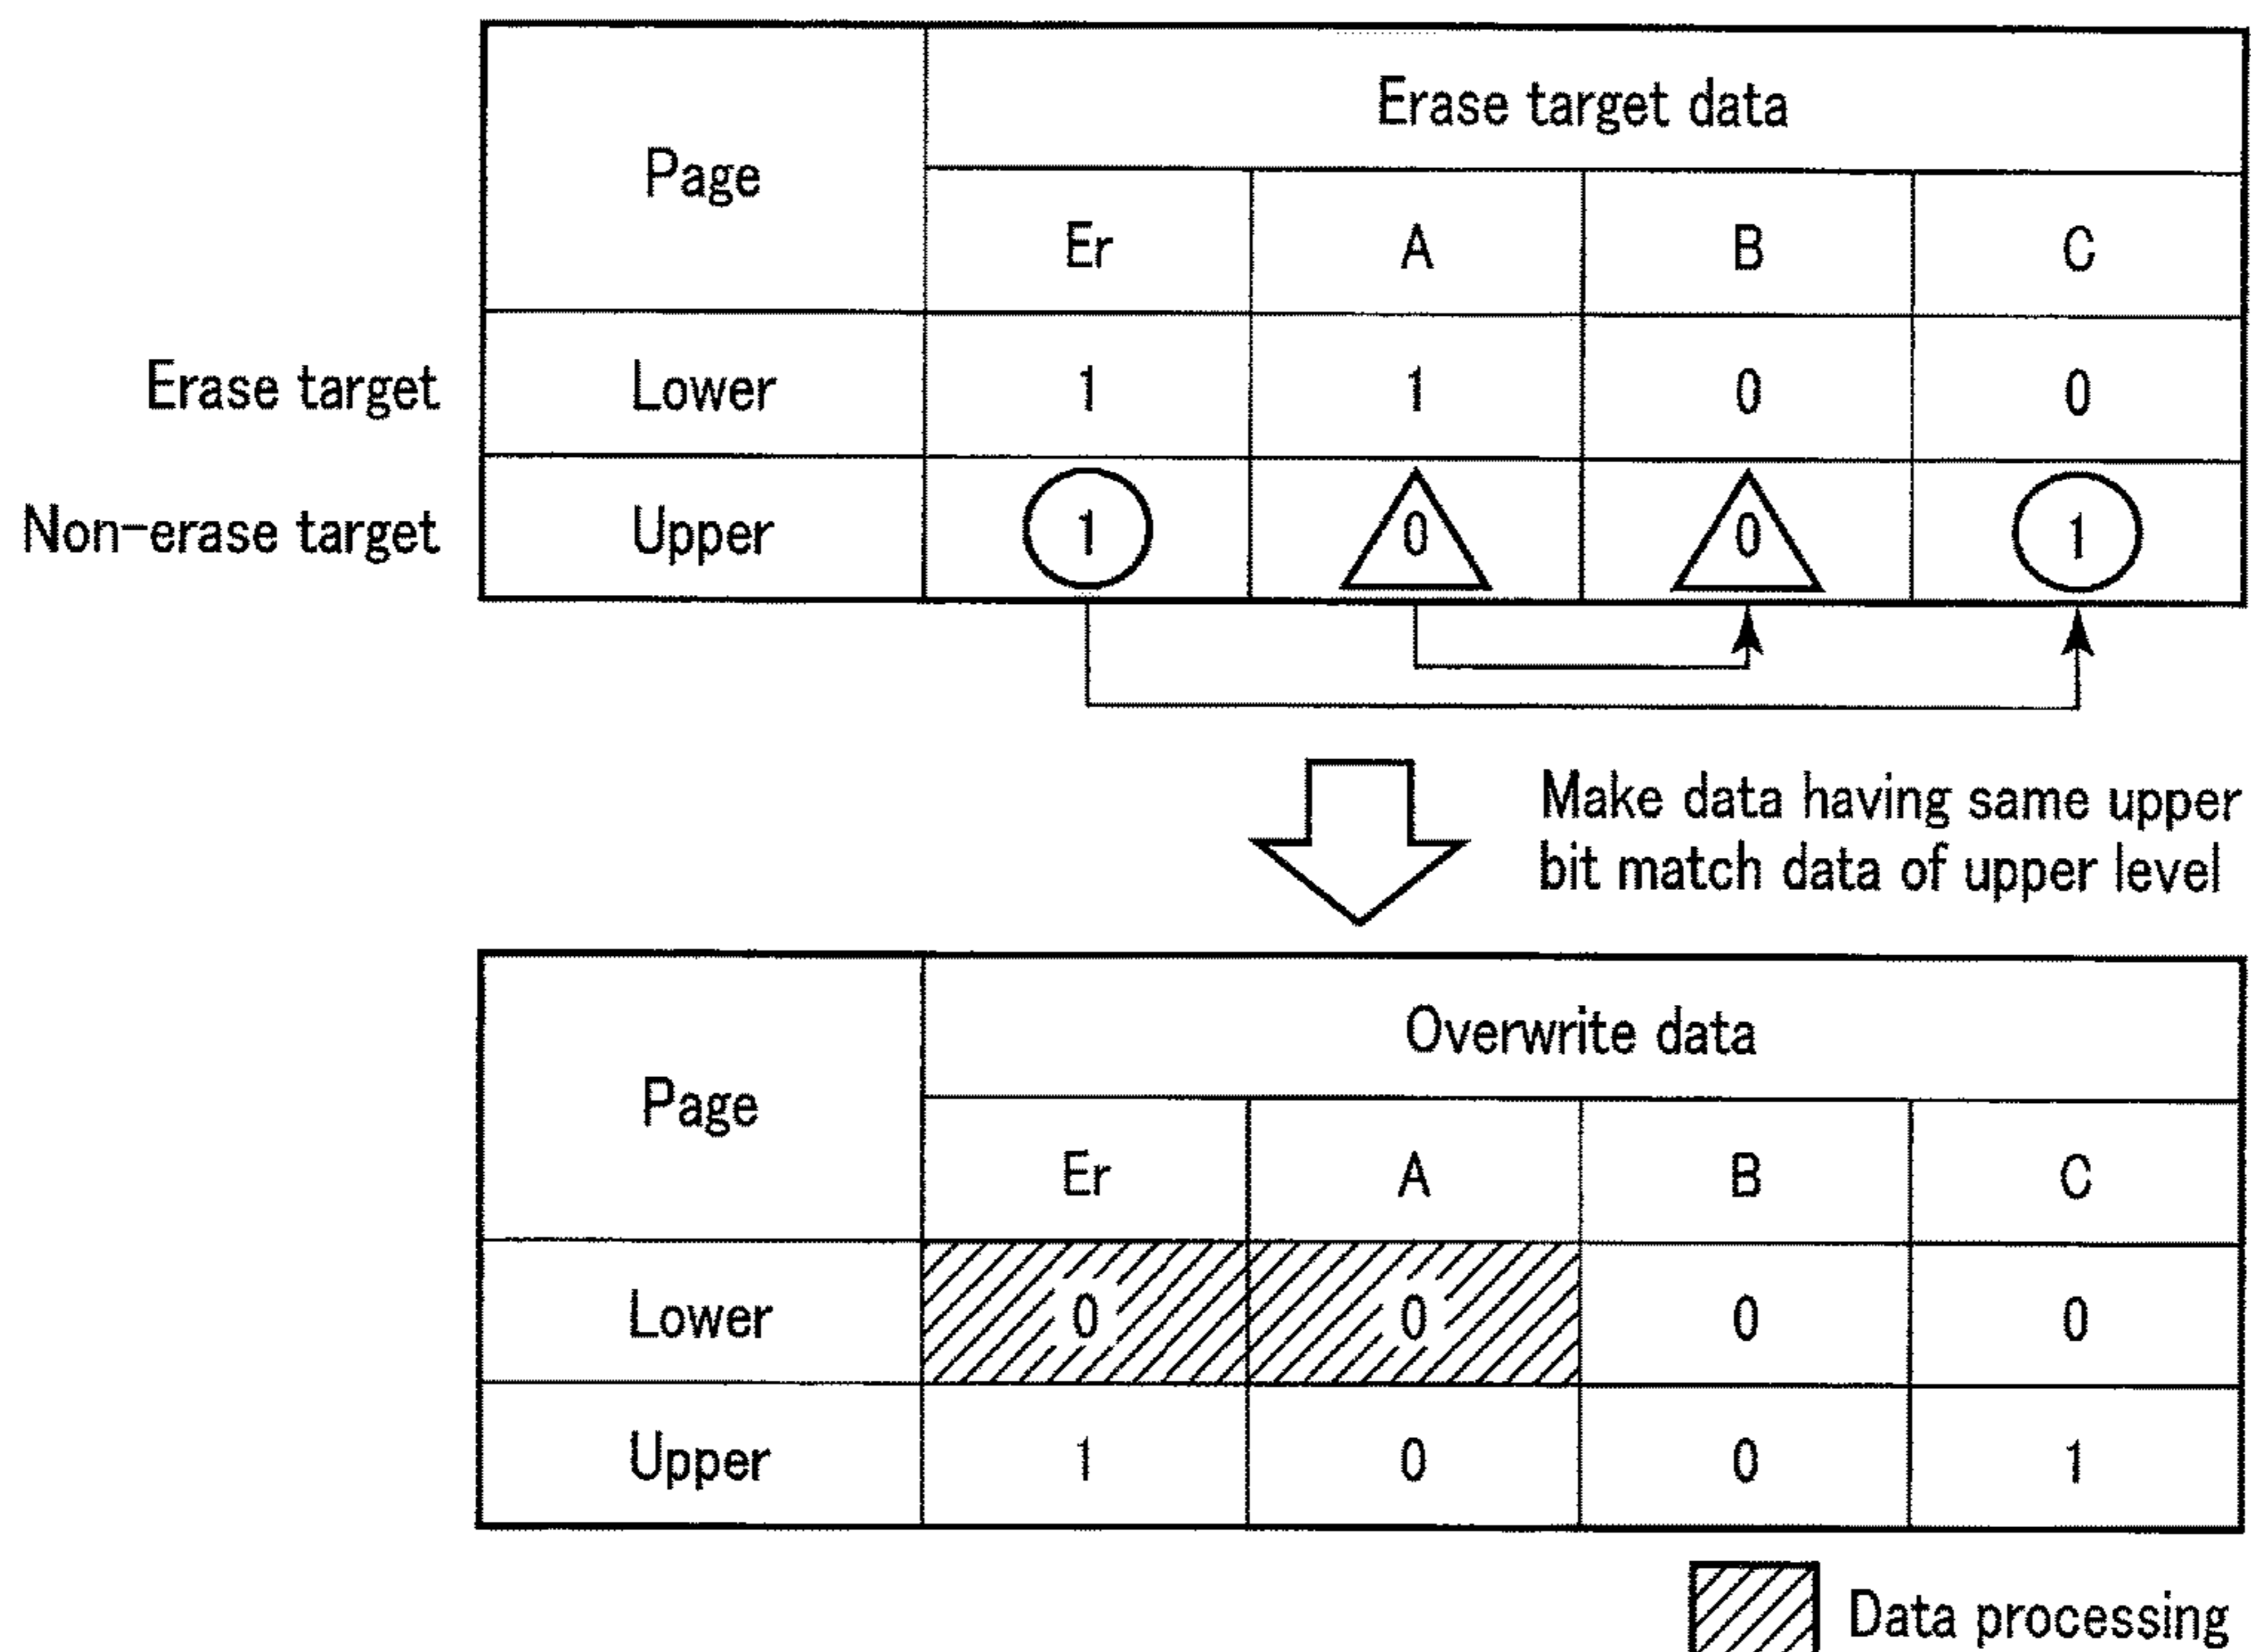 Page Erase target data
Er A B C
Erase target Lower 1 1 0 0
Non-erase target Upper 1 0 0 1
Make data having same upper
bit match data of upper level
Page Overwrite data
Er A B C
Lower 0 0 0 0
Upper 1 0 0 1
Data processing